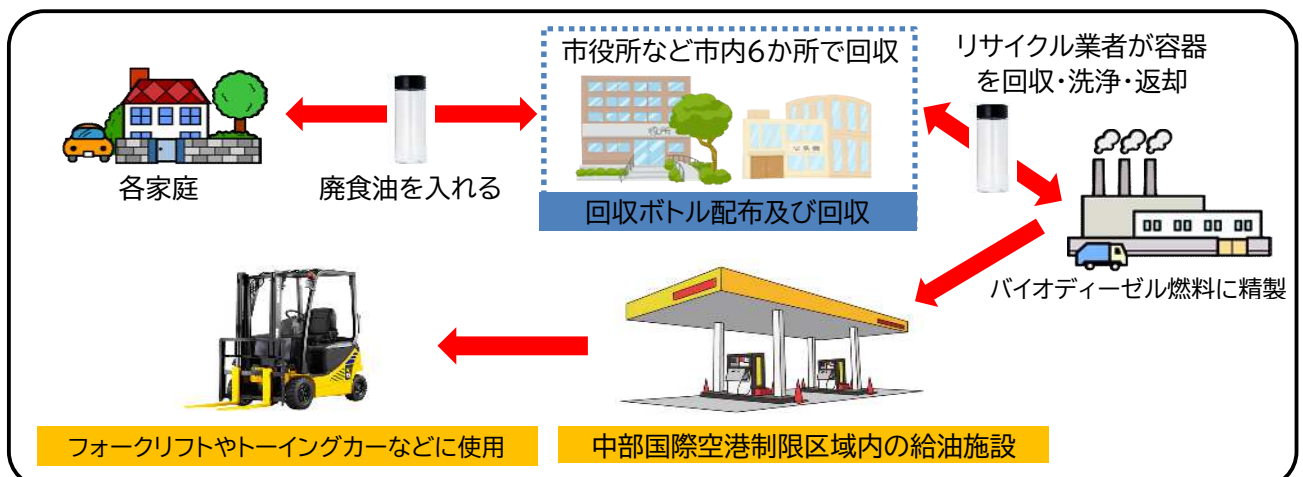 市役所など市内6か所で回収
リサイクル業者が容器
を回収・洗浄・返却
役所
公民館
各家庭
廃食油を入れる
回収ボトル配布及び回収
バイオディーゼル燃料に精製
フォークリフトやトーイングカーなどに使用
中部国際空港制限区域内の給油施設